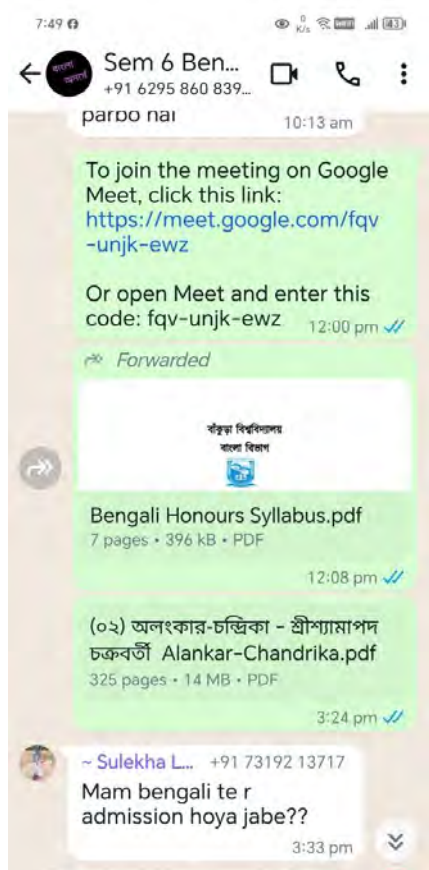 7:49
0
K/s
43
Sem 6 Ben...
+91 6295 860 839...
parbo nai
10:13 am
To join the meeting on Google
Meet, click this link:
https://meet.google.com/fqv
-unjk-ewz
Or open Meet and enter this
code: fqv-unjk-ewz
12:00 pm
Forwarded
বাঁকুড়া বিশ্ববিদ্যালয়
বাংলা বিভাগ
Bengali Honours Syllabus.pdf
7 pages • 396 kB • PDF
12:08 pm
(০২) অলংকার-চন্দ্রিকা - শ্রীশ্যামাপদ
চক্রবর্তী Alankar-Chandrika.pdf
325 pages • 14 MB • PDF
3:24 pm
~ Sulekha L... +91 73192 13717
Mam bengali te r
admission hoya jabe??
3:33 pm